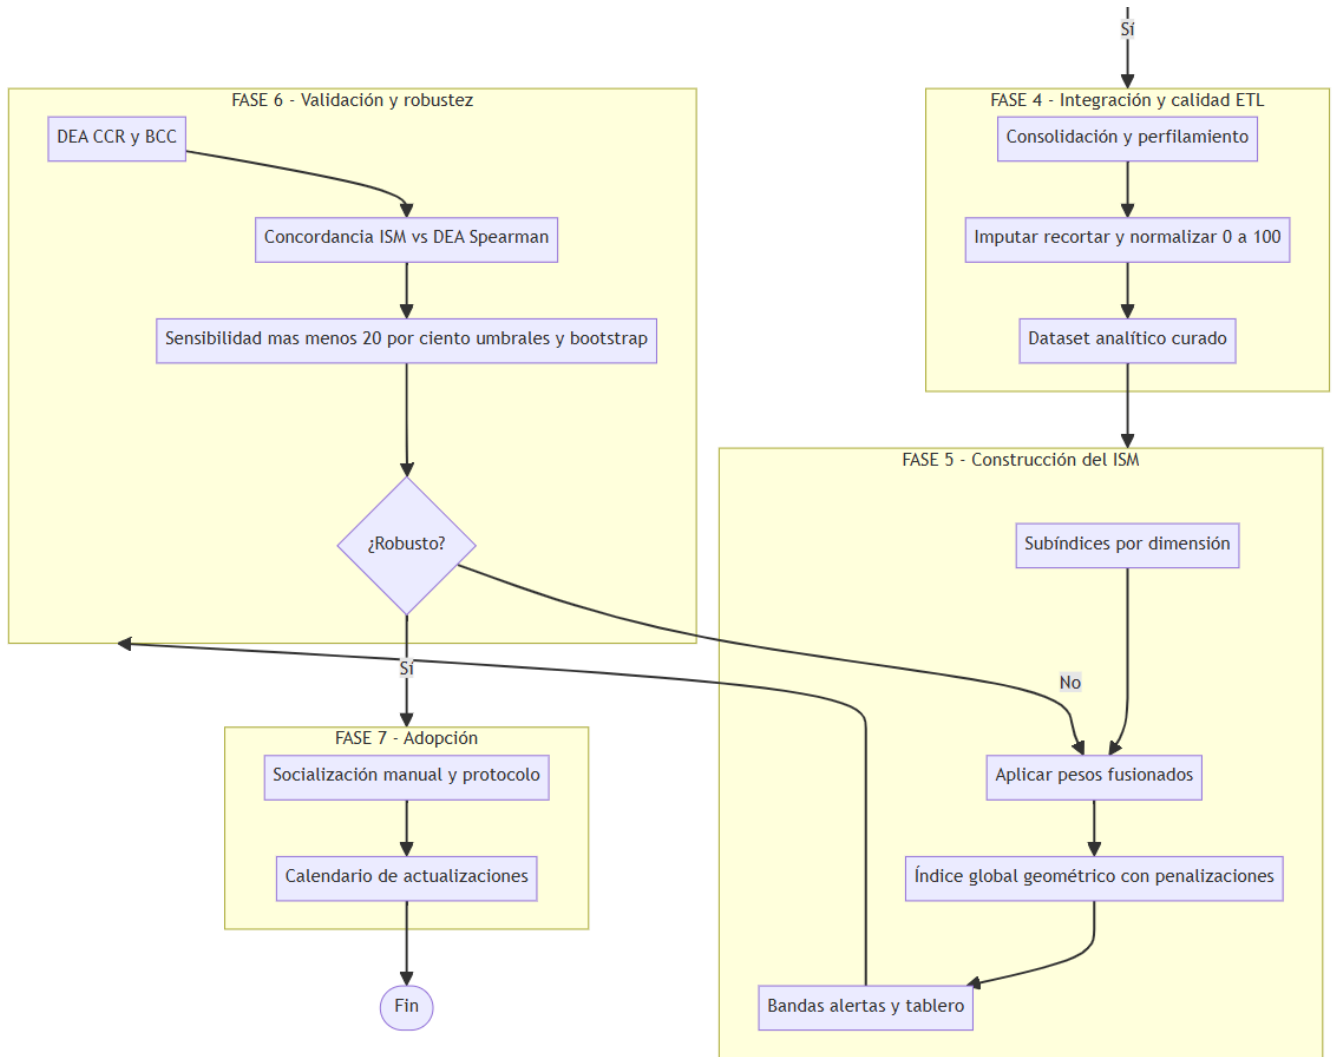 Sí
FASE 4 - Integración y calidad ETL
Consolidación y perfilamiento
Imputar recortar y normalizar 0 a 100
Dataset analítico curado
FASE 5 - Construcción del ISM
Subíndices por dimensión
No
Aplicar pesos fusionados
Índice global geométrico con penalizaciones
Bandas alertas y tablero
FASE 6 - Validación y robustez
DEA CCR y BCC
Concordancia ISM vs DEA Spearman
Sensibilidad mas menos 20 por ciento umbrales y bootstrap
¿Robusto?
Sí
FASE 7 - Adopción
Socialización manual y protocolo
Calendario de actualizaciones
Fin